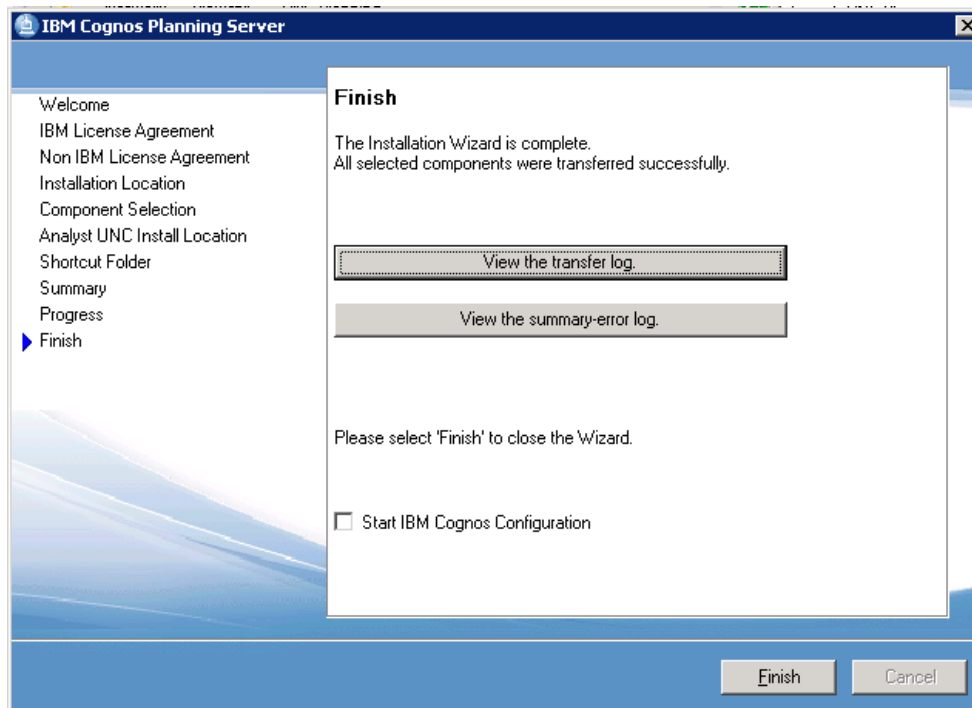 IBM Cognos Planning Server
Welcome
IBM License Agreement
Non IBM License Agreement
Installation Location
Component Selection
Analyst UNC Install Location
Shortcut Folder
Summary
Progress
Finish
Finish
The Installation Wizard is complete.
All selected components were transferred successfully.
View the transfer log.
View the summary-error log.
Please select 'Finish' to close the Wizard.
Start IBM Cognos Configuration
Finish
Cancel